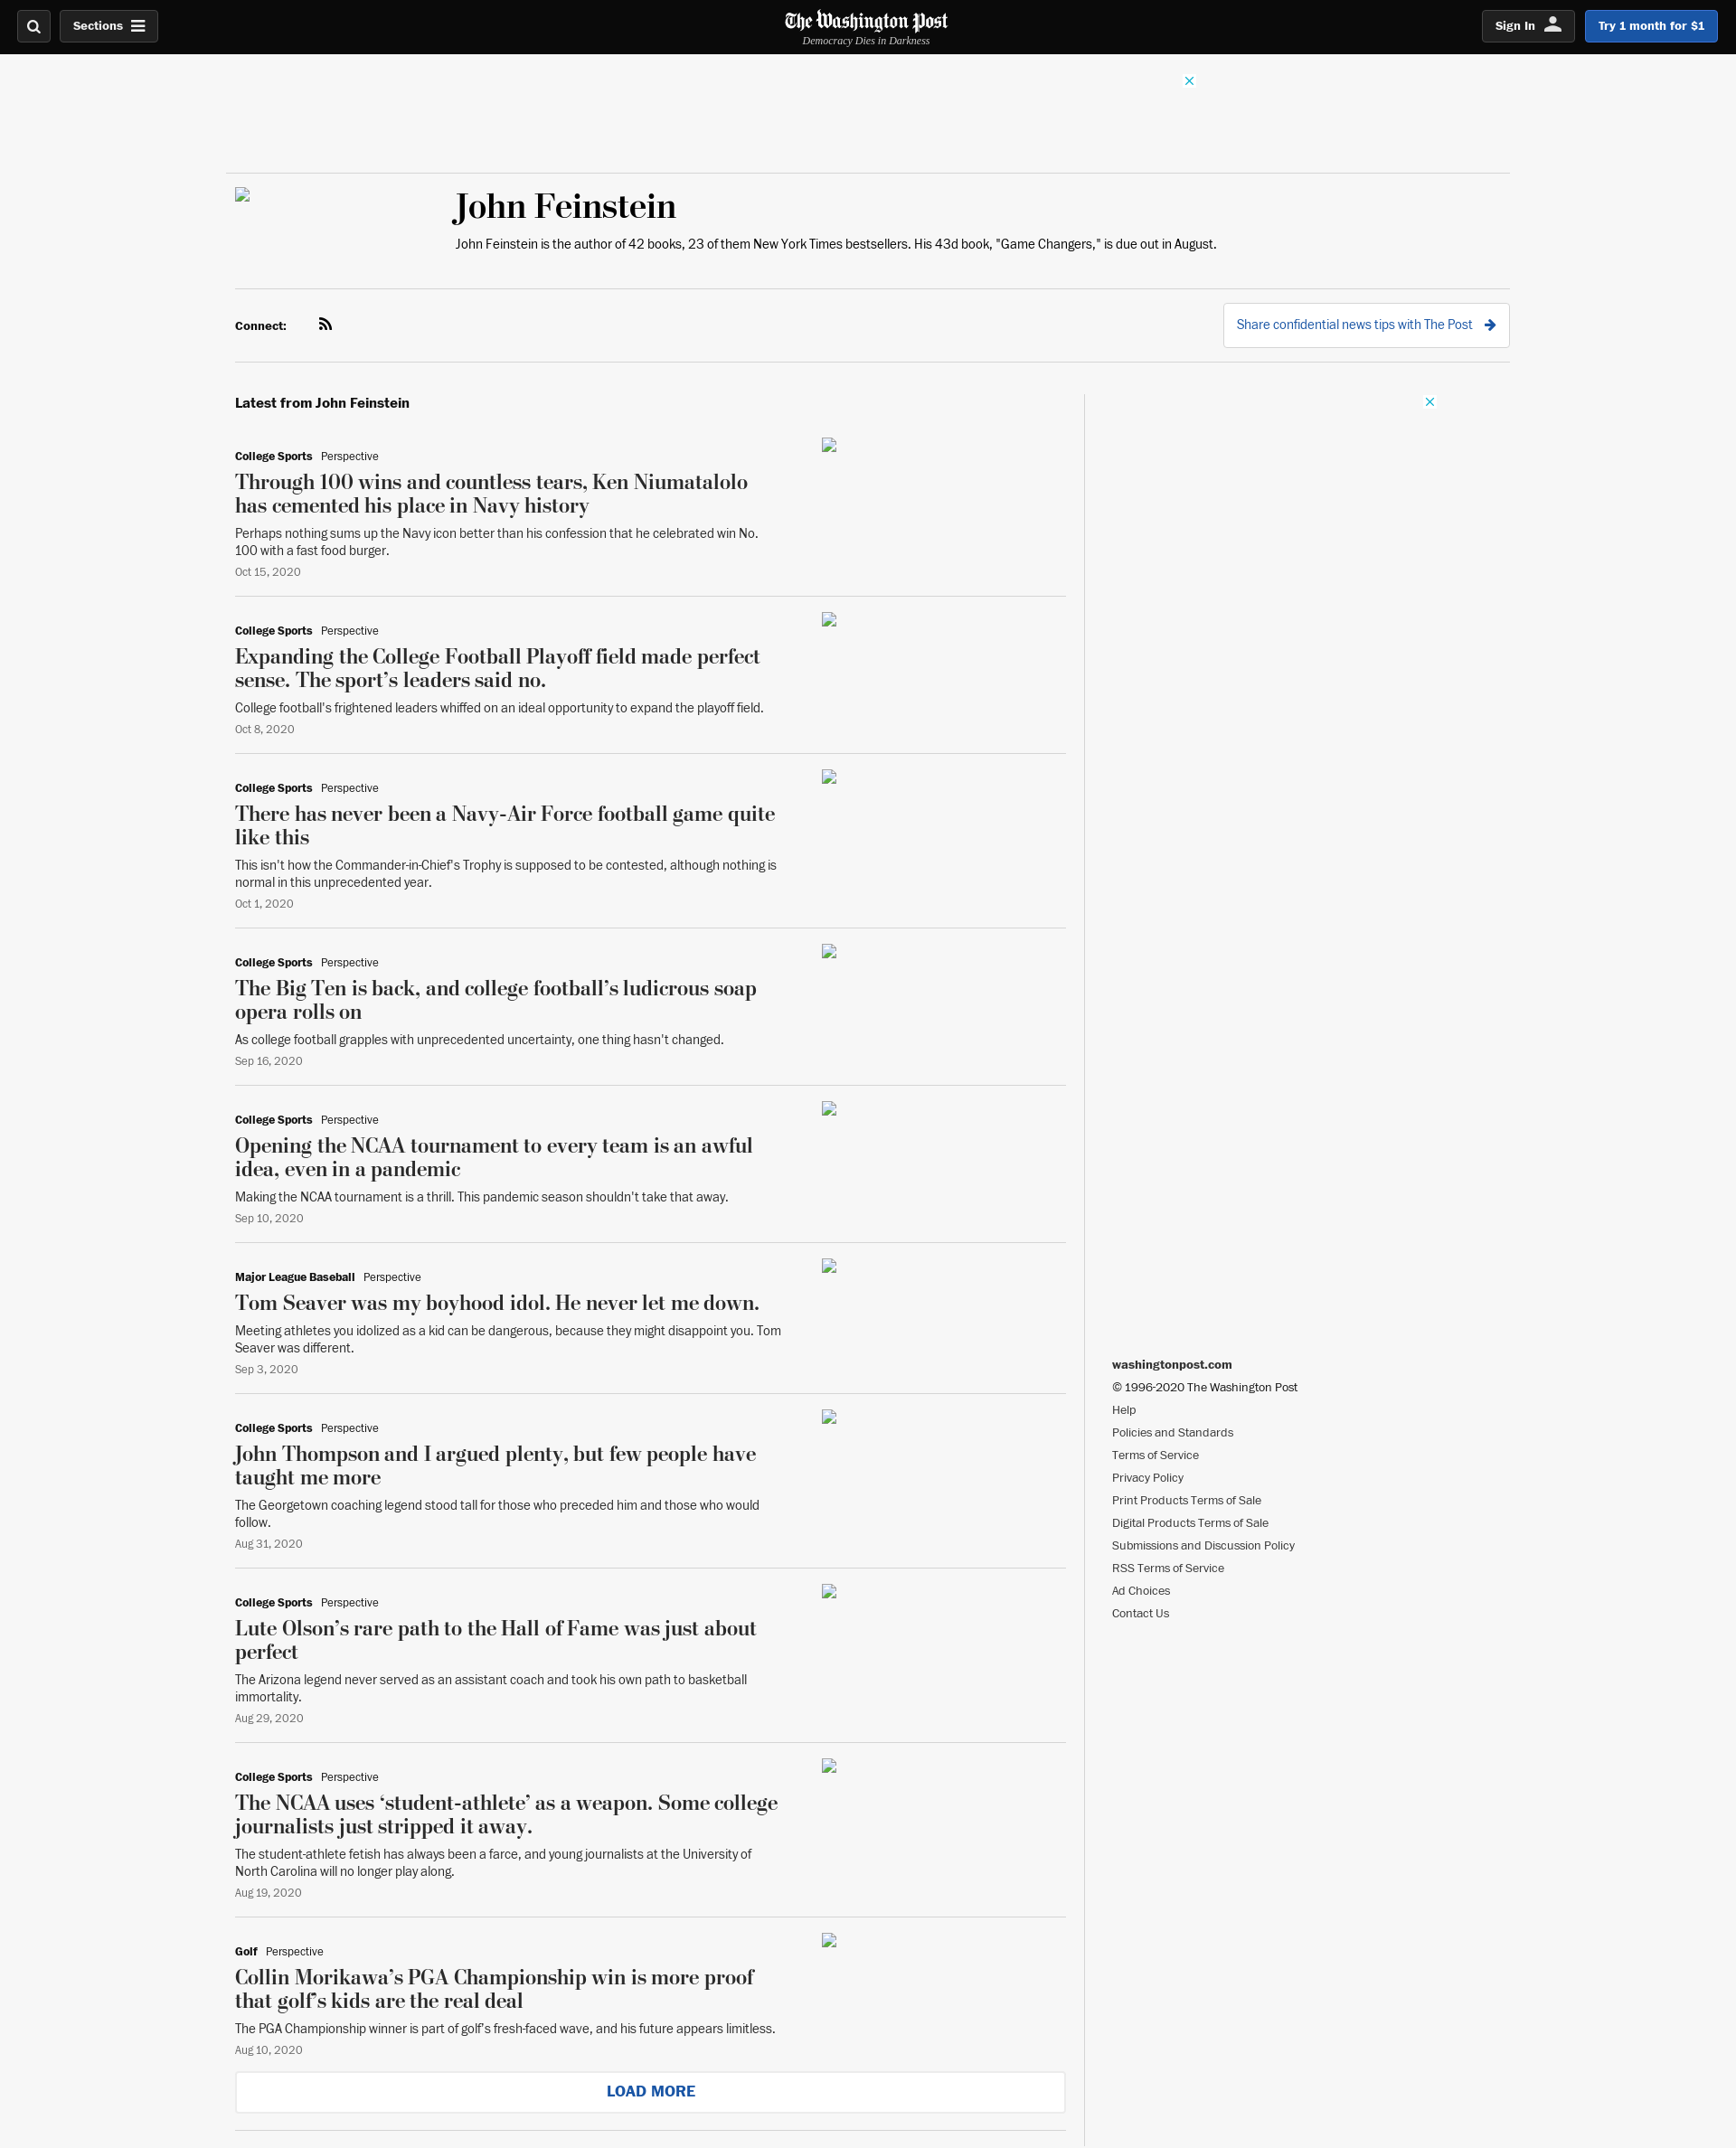 Sections
The Washington Post
Democracy Dies in Darkness
Sign In
Try 1 month for $1
John Feinstein
John Feinstein is the author of 42 books, 23 of them New York Times bestsellers. His 43d book, "Game Changers," is due out in August.
Connect:
Share confidential news tips with The Post
Latest from John Feinstein
College Sports Perspective
Through 100 wins and countless tears, Ken Niumatalolo
has cemented his place in Navy history
Perhaps nothing sums up the Navy icon better than his confession that he celebrated win No.
100 with a fast food burger.
Oct 15, 2020
College Sports Perspective
Expanding the College Football Playoff field made perfect
sense. The sport’s leaders said no.
College football's frightened leaders whiffed on an ideal opportunity to expand the playoff field.
Oct 8, 2020
College Sports Perspective
There has never been a Navy-Air Force football game quite
like this
This isn't how the Commander-in-Chief's Trophy is supposed to be contested, although nothing is
normal in this unprecedented year.
Oct 1, 2020
College Sports Perspective
The Big Ten is back, and college football’s ludicrous soap
opera rolls on
As college football grapples with unprecedented uncertainty, one thing hasn't changed.
Sep 16, 2020
College Sports Perspective
Opening the NCAA tournament to every team is an awful
idea, even in a pandemic
Making the NCAA tournament is a thrill. This pandemic season shouldn't take that away.
Sep 10, 2020
Major League Baseball Perspective
Tom Seaver was my boyhood idol. He never let me down.
Meeting athletes you idolized as a kid can be dangerous, because they might disappoint you. Tom
Seaver was different.
Sep 3, 2020
College Sports Perspective
John Thompson and I argued plenty, but few people have
taught me more
The Georgetown coaching legend stood tall for those who preceded him and those who would
follow.
Aug 31, 2020
College Sports Perspective
Lute Olson’s rare path to the Hall of Fame was just about
perfect
The Arizona legend never served as an assistant coach and took his own path to basketball
immortality.
Aug 29, 2020
College Sports Perspective
The NCAA uses ‘student-athlete’ as a weapon. Some college
journalists just stripped it away.
The student-athlete fetish has always been a farce, and young journalists at the University of
North Carolina will no longer play along.
Aug 19, 2020
Golf Perspective
Collin Morikawa’s PGA Championship win is more proof
that golf’s kids are the real deal
The PGA Championship winner is part of golf's fresh-faced wave, and his future appears limitless.
Aug 10, 2020
LOAD MORE
washingtonpost.com
© 1996-2020 The Washington Post
Help
Policies and Standards
Terms of Service
Privacy Policy
Print Products Terms of Sale
Digital Products Terms of Sale
Submissions and Discussion Policy
RSS Terms of Service
Ad Choices
Contact Us